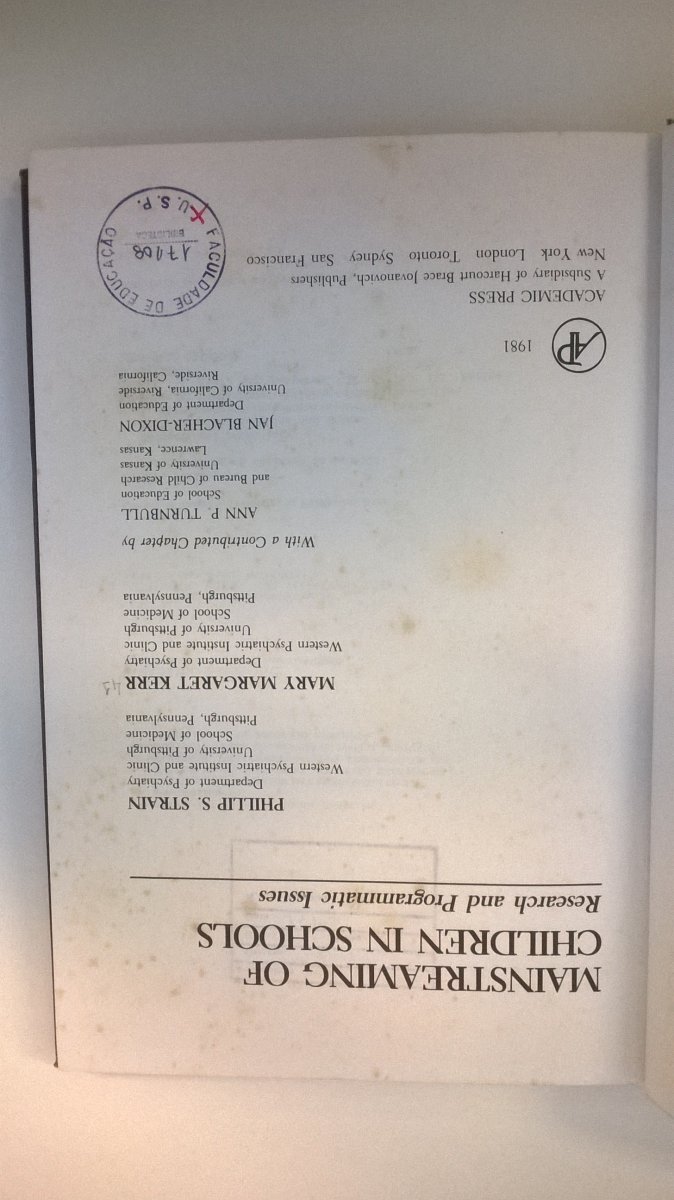 MAINSTREAMING OF
CHILDREN IN SCHOOLS
Research and Programmatic Issues
PHILLIP S. STRAIN
Department of Psychiatry
Western Psychiatric Institute and Clinic
University of Pittsburgh
School of Medicine
Pittsburgh, Pennsylvania
MARY MARGARET KERR
Department of Psychiatry
Western Psychiatric Institute and Clinic
University of Pittsburgh
School of Medicine
Pittsburgh, Pennsylvania
With a Contributed Chapter by
ANN P. TURNBULL
School of Education
and Bureau of Child Research
University of Kansas
Lawrence, Kansas
JAN BLACHER-DIXON
Department of Education
University of California, Riverside
Riverside, California
AP
1981
ACADEMIC PRESS
A Subsidiary of Harcourt Brace Jovanovich, Publishers
New York London Toronto Sydney San Francisco
FACULDADE DE EDUCAÇÃO
17108
BIBLIOTECA
U. S. P.